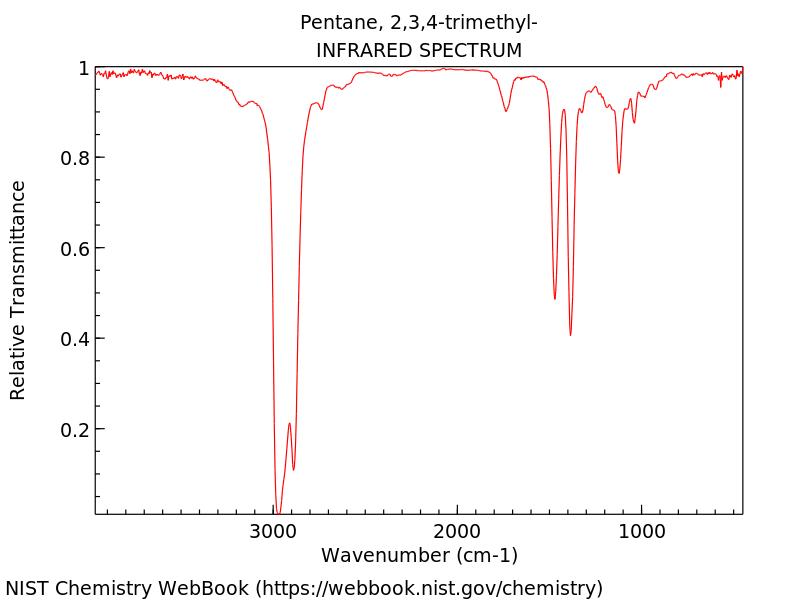 Pentane, 2,3,4-trimethyl-
INFRARED SPECTRUM
1
0.8
0.6
0.4
0.2
Relative Transmittance
3000 2000 1000
Wavenumber (cm-1)
NIST Chemistry WebBook (https://webbook.nist.gov/chemistry)